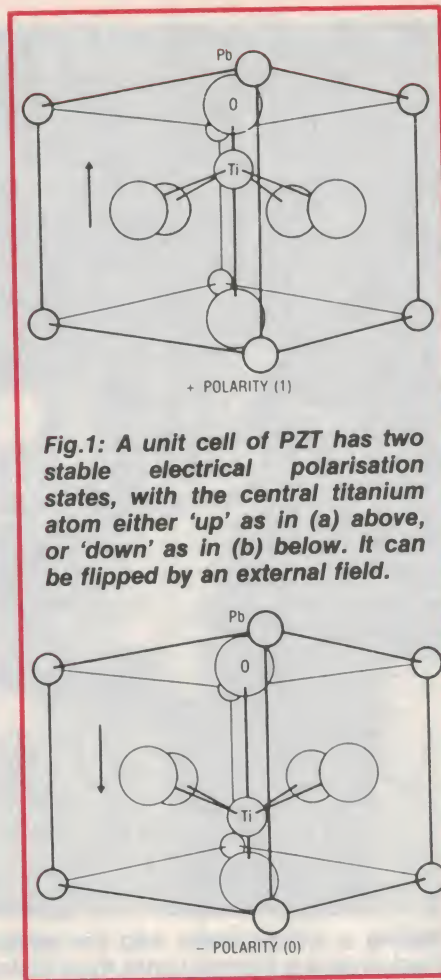 Pb
O
Ti
+ POLARITY (1)
Fig.1: A unit cell of PZT has two
stable electrical polarisation
states, with the central titanium
atom either 'up' as in (a) above,
or 'down' as in (b) below. It can
be flipped by an external field.
Pb
O
Ti
– POLARITY (0)